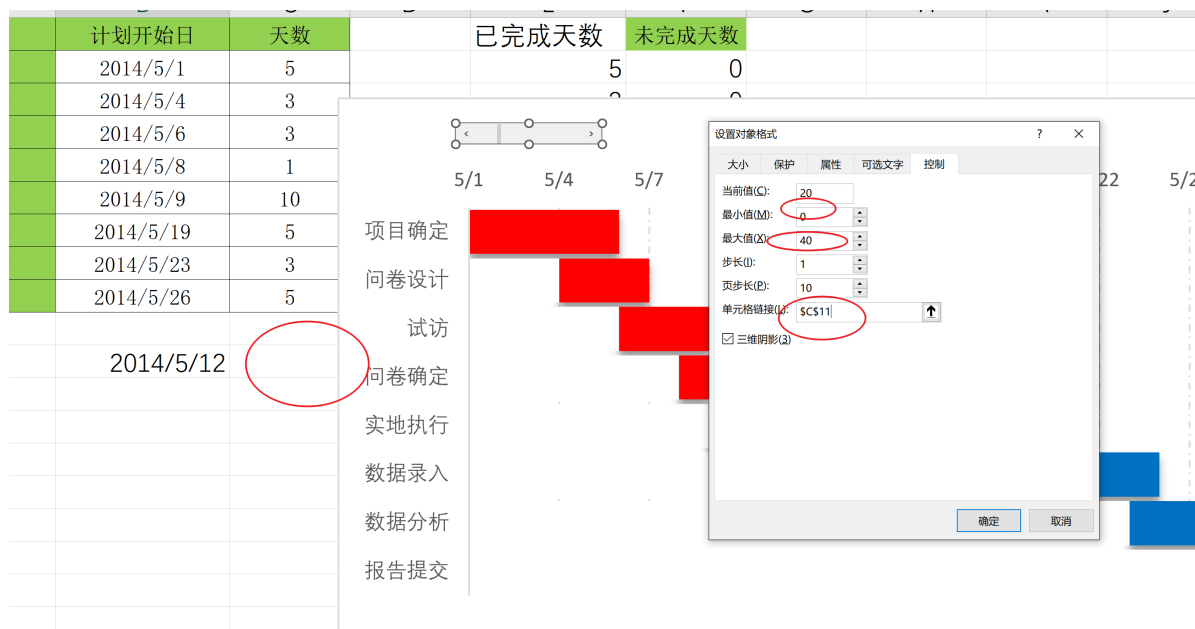 计划开始日 天数 已完成天数 未完成天数
2014/5/1 5 5 0
2014/5/4 3
2014/5/6 3
2014/5/8 1
2014/5/9 10
2014/5/19 5
2014/5/23 3
2014/5/26 5
2014/5/12
5/1 5/4 5/7 22 5/2
项目确定
问卷设计
试访
问卷确定
实地执行
数据录入
数据分析
报告提交
设置对象格式 ? ×
大小 保护 属性 可选文字 控制
当前值(C): 20
最小值(M): 0
最大值(X): 40
步长(I): 1
页步长(P): 10
单元格链接(L): $C$11
三维阴影(3)
确定 取消